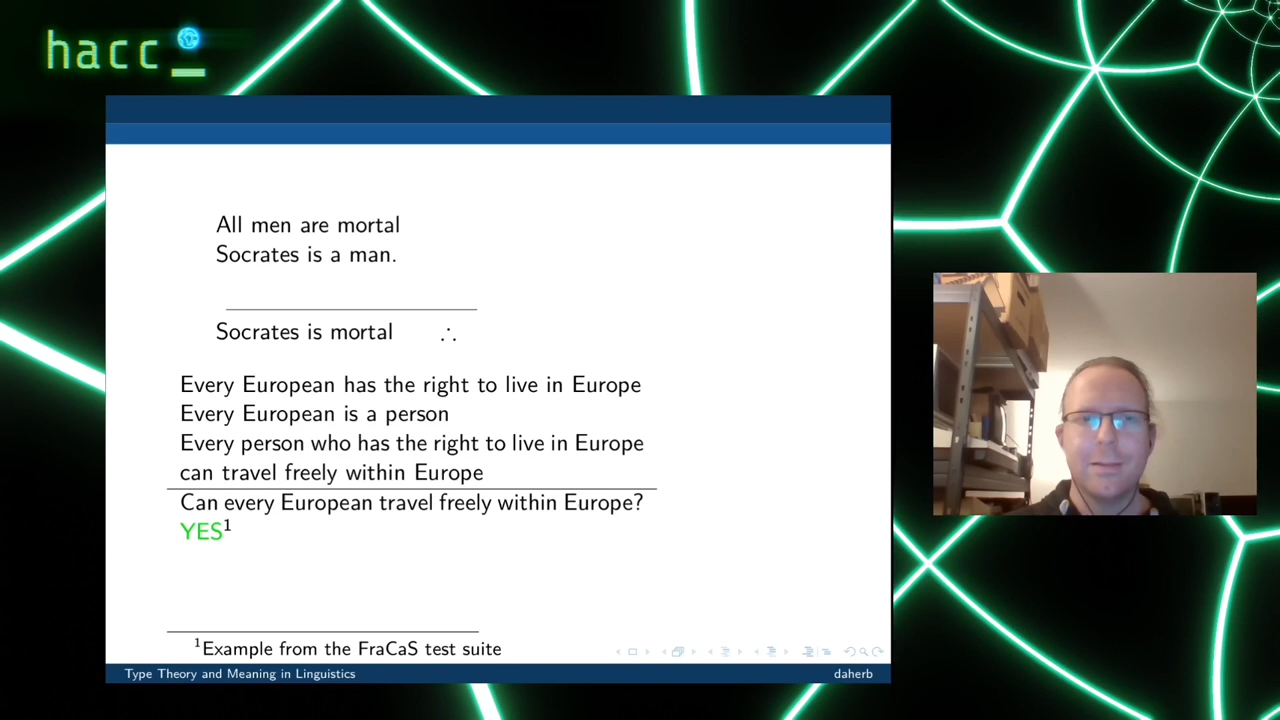 hacc
All men are mortal
Socrates is a man.
Socrates is mortal ∴
Every European has the right to live in Europe
Every European is a person
Every person who has the right to live in Europe
can travel freely within Europe
Can every European travel freely within Europe?
YES¹
¹Example from the FraCaS test suite
Type Theory and Meaning in Linguistics
daherb